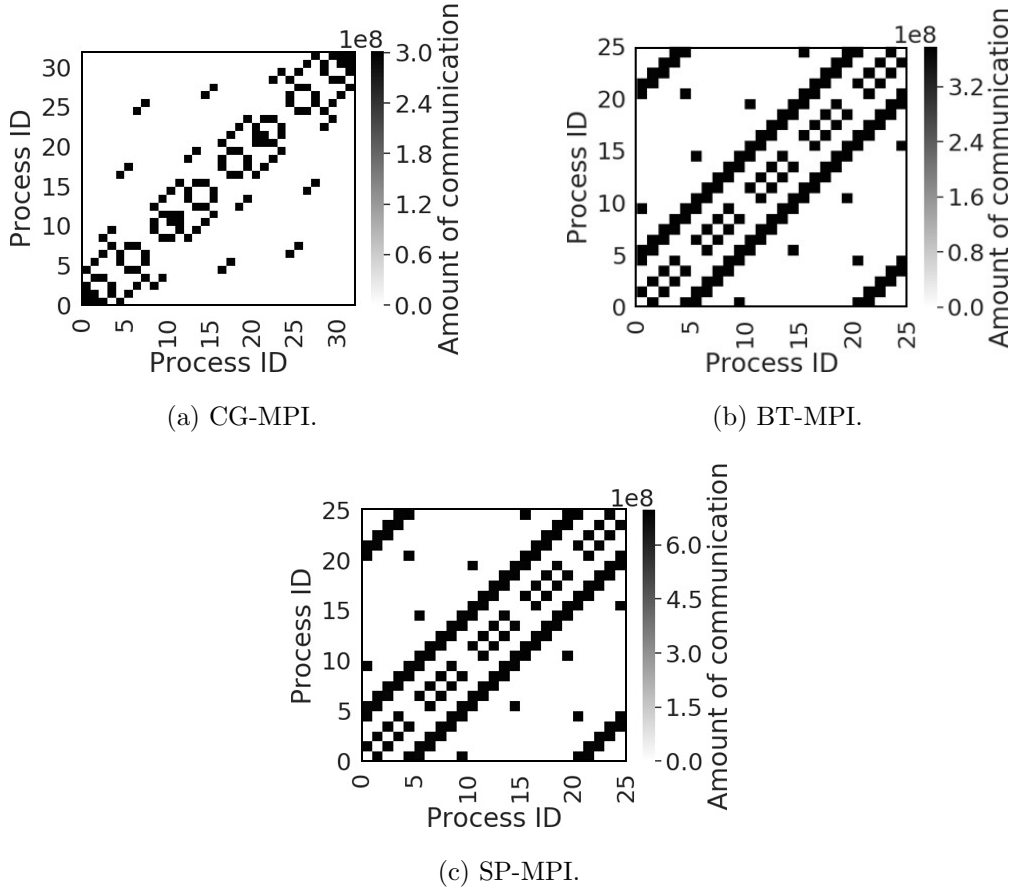 1e8
30
25
20
15
10
5
0
0 5 10 15 20 25 30
Process ID
Process ID
3.0
2.4
1.8
1.2
0.6
0.0
Amount of communication
(a) CG-MPI.
1e8
25
20
15
10
5
0
0 5 10 15 20 25
Process ID
Process ID
3.2
2.4
1.6
0.8
0.0
Amount of communication
(b) BT-MPI.
1e8
25
20
15
10
5
0
0 5 10 15 20 25
Process ID
Process ID
6.0
4.5
3.0
1.5
0.0
Amount of communication
(c) SP-MPI.